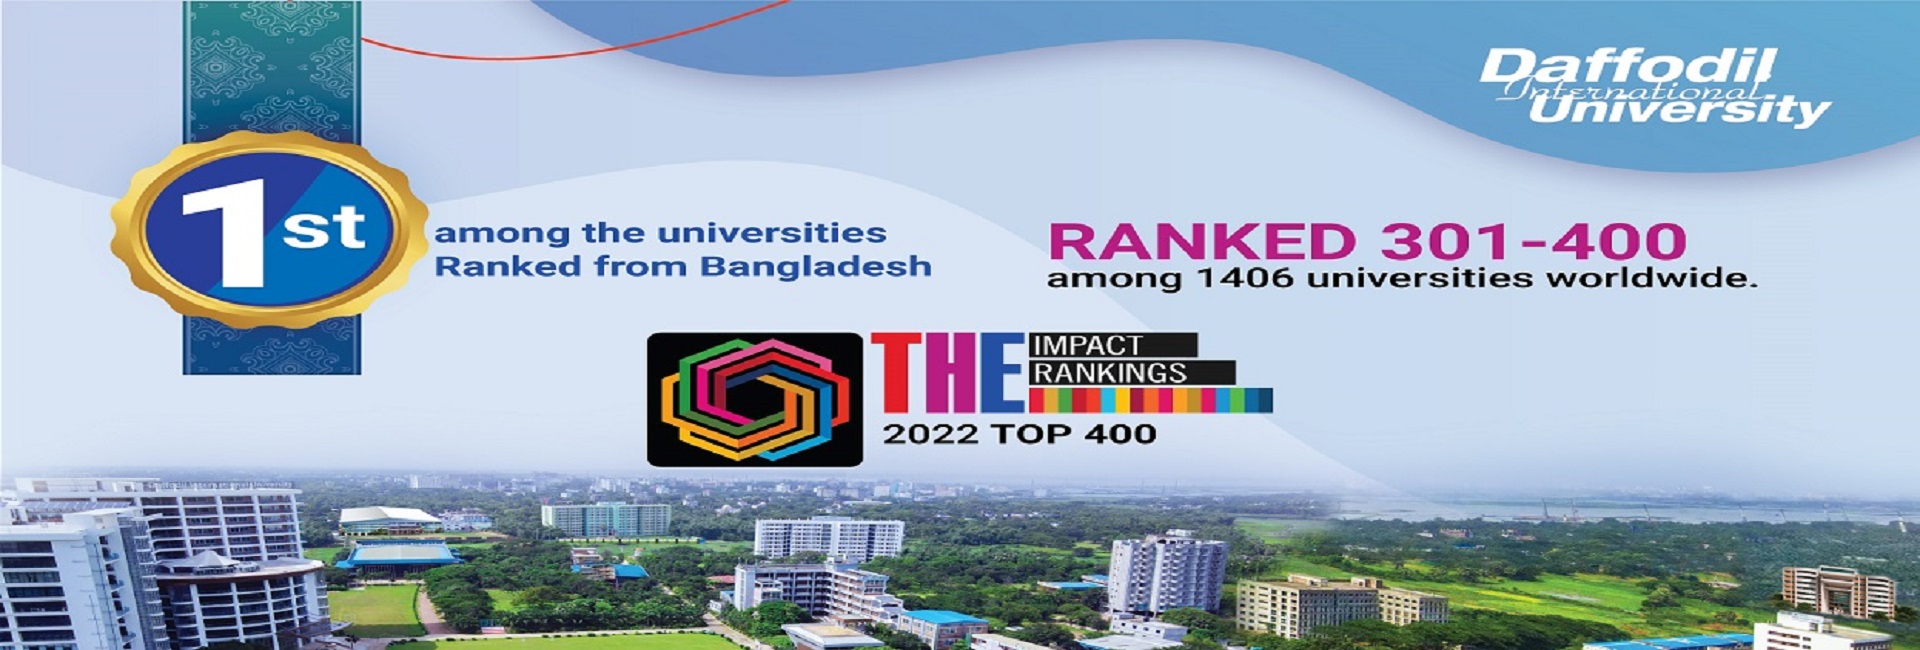 Daffodil
International
University
1st
among the universities
Ranked from Bangladesh
RANKED 301-400
among 1406 universities worldwide.
THE IMPACT
RANKINGS
2022 TOP 400